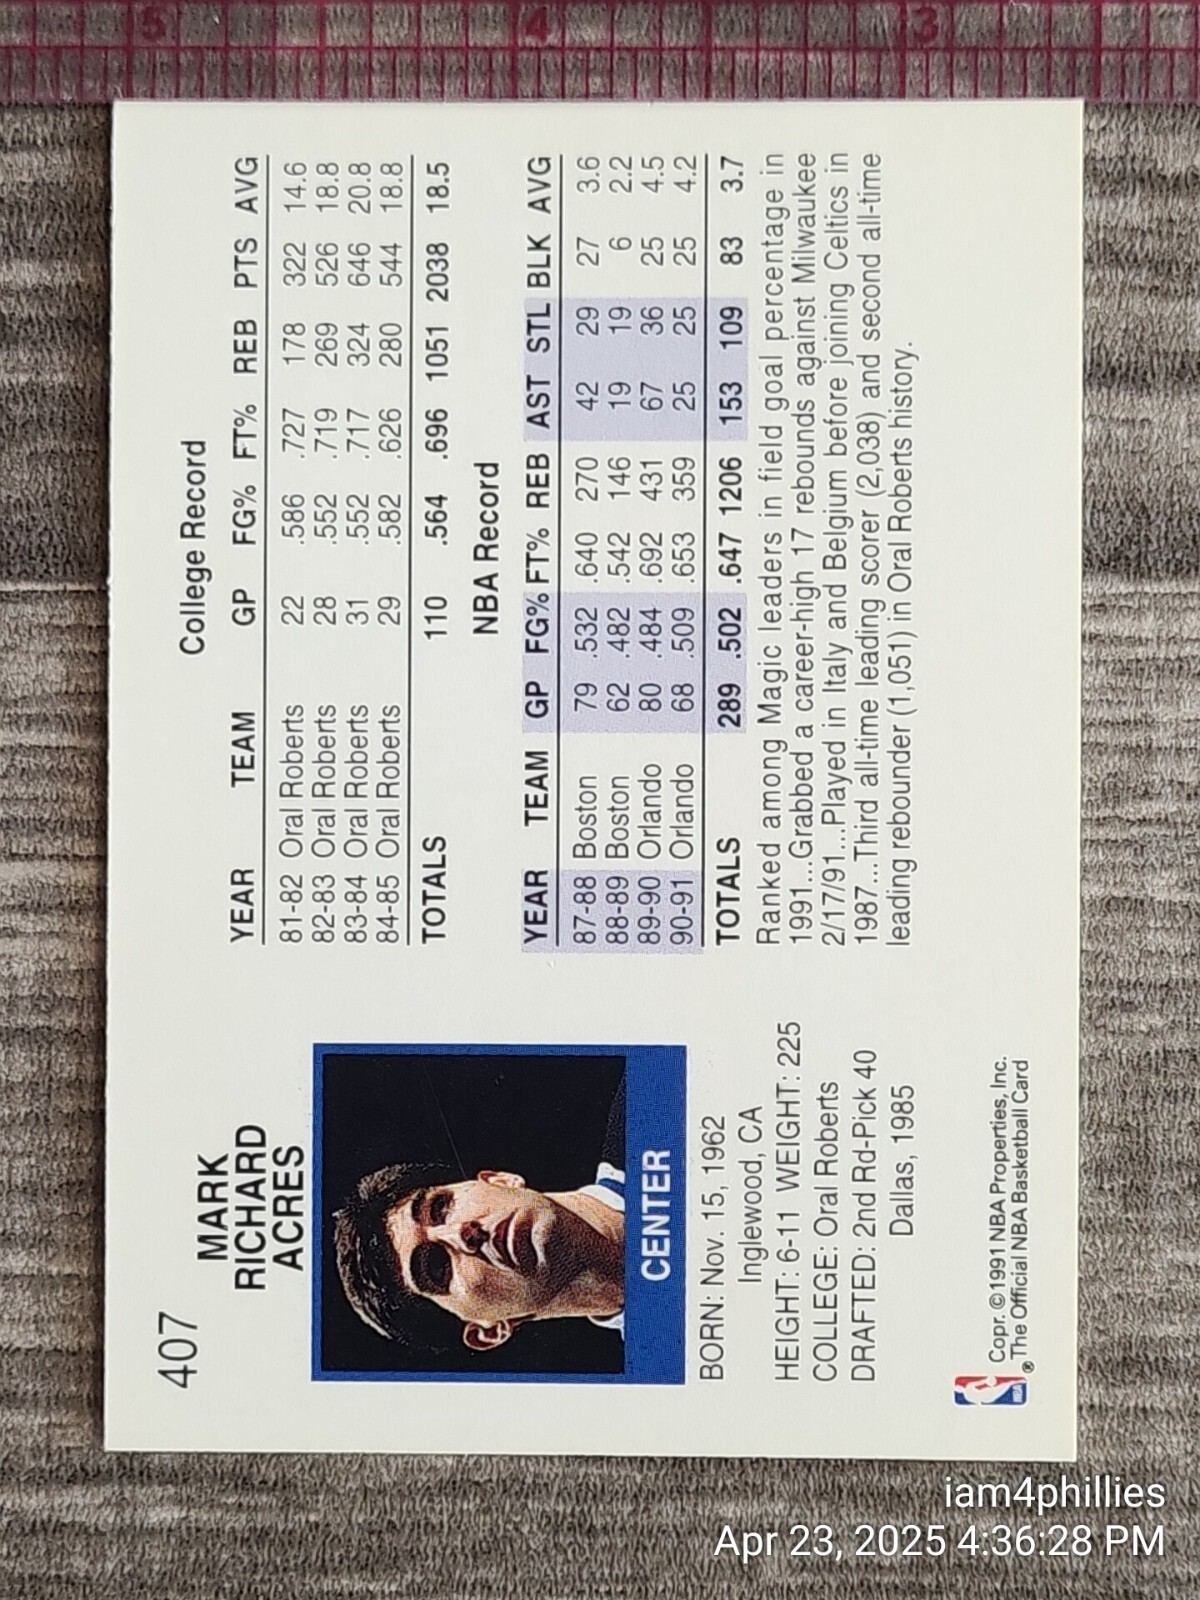 5 4 3
407
MARK
RICHARD
ACRES
CENTER
BORN: Nov. 15, 1962
Inglewood, CA
HEIGHT: 6-11 WEIGHT: 225
COLLEGE: Oral Roberts
DRAFTED: 2nd Rd-Pick 40
Dallas, 1985
NBA
Copr. ©1991 NBA Properties, Inc.
® The Official NBA Basketball Card
College Record
YEAR TEAM GP FG% FT% REB PTS AVG
81-82 Oral Roberts 22 .586 .727 178 322 14.6
82-83 Oral Roberts 28 .552 .719 269 526 18.8
83-84 Oral Roberts 31 .552 .717 324 646 20.8
84-85 Oral Roberts 29 .582 .626 280 544 18.8
TOTALS 110 .564 .696 1051 2038 18.5
NBA Record
YEAR TEAM GP FG% FT% REB AST STL BLK AVG
87-88 Boston 79 .532 .640 270 42 29 27 3.6
88-89 Boston 62 .482 .542 146 19 19 6 2.2
89-90 Orlando 80 .484 .692 431 67 36 25 4.5
90-91 Orlando 68 .509 .653 359 25 25 25 4.2
TOTALS 289 .502 .647 1206 153 109 83 3.7
Ranked among Magic leaders in field goal percentage in
1991...Grabbed a career-high 17 rebounds against Milwaukee
2/17/91...Played in Italy and Belgium before joining Celtics in
1987...Third all-time leading scorer (2,038) and second all-time
leading rebounder (1,051) in Oral Roberts history.
iam4phillies
Apr 23, 2025 4:36:28 PM